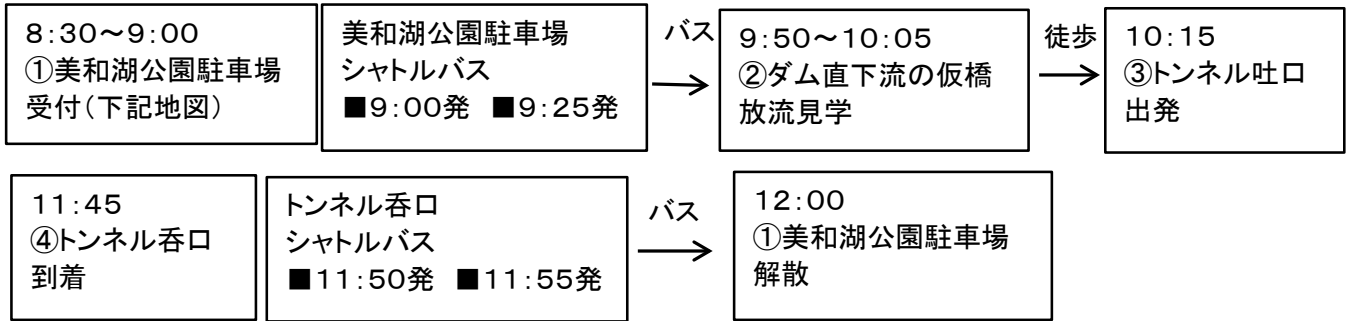 8:30～9:00
①美和湖公園駐車場
受付(下記地図)
美和湖公園駐車場
シャトルバス
■9:00発 ■9:25発
バス
9:50～10:05
②ダム直下流の仮橋
放流見学
徒歩
10:15
③トンネル吐口
出発
11:45
④トンネル呑口
到着
トンネル呑口
シャトルバス
■11:50発 ■11:55発
バス
12:00
①美和湖公園駐車場
解散